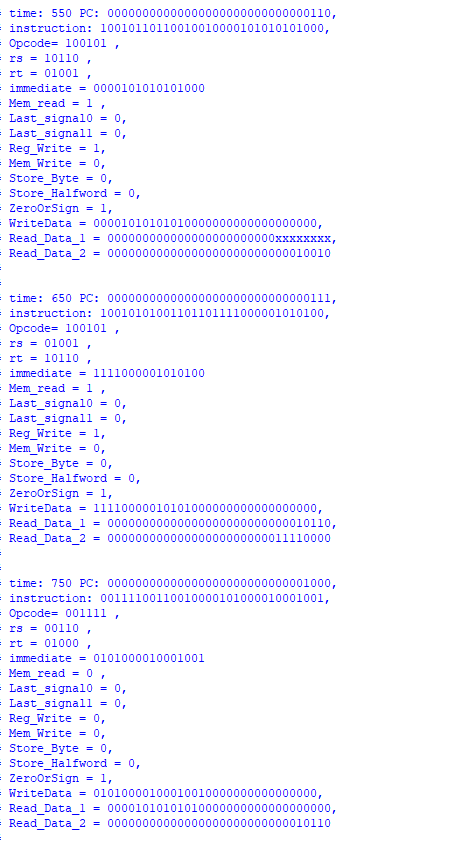 time: 550 PC: 00000000000000000000000000000110,
instruction: 10010110110010010000101010101000,
Opcode= 100101 ,
rs = 10110 ,
rt = 01001 ,
immediate = 0000101010101000
Mem_read = 1 ,
Last_signal0 = 0,
Last_signal1 = 0,
Reg_Write = 1,
Mem_Write = 0,
Store_Byte = 0,
Store_Halfword = 0,
ZeroOrSign = 1,
WriteData = 00001010101010000000000000000000,
Read_Data_1 = 000000000000000000000000xxxxxxxx,
Read_Data_2 = 00000000000000000000000000010010
time: 650 PC: 00000000000000000000000000000111,
instruction: 10010101001101101111000001010100,
Opcode= 100101 ,
rs = 01001 ,
rt = 10110 ,
immediate = 1111000001010100
Mem_read = 1 ,
Last_signal0 = 0,
Last_signal1 = 0,
Reg_Write = 1,
Mem_Write = 0,
Store_Byte = 0,
Store_Halfword = 0,
ZeroOrSign = 1,
WriteData = 11110000010101000000000000000000,
Read_Data_1 = 00000000000000000000000000010110,
Read_Data_2 = 00000000000000000000000011110000
time: 750 PC: 00000000000000000000000000001000,
instruction: 00111100110010000101000010001001,
Opcode= 001111 ,
rs = 00110 ,
rt = 01000 ,
immediate = 0101000010001001
Mem_read = 0 ,
Last_signal0 = 0,
Last_signal1 = 0,
Reg_Write = 0,
Mem_Write = 0,
Store_Byte = 0,
Store_Halfword = 0,
ZeroOrSign = 1,
WriteData = 01010000100010010000000000000000,
Read_Data_1 = 00001010101010000000000000000000,
Read_Data_2 = 00000000000000000000000000010110